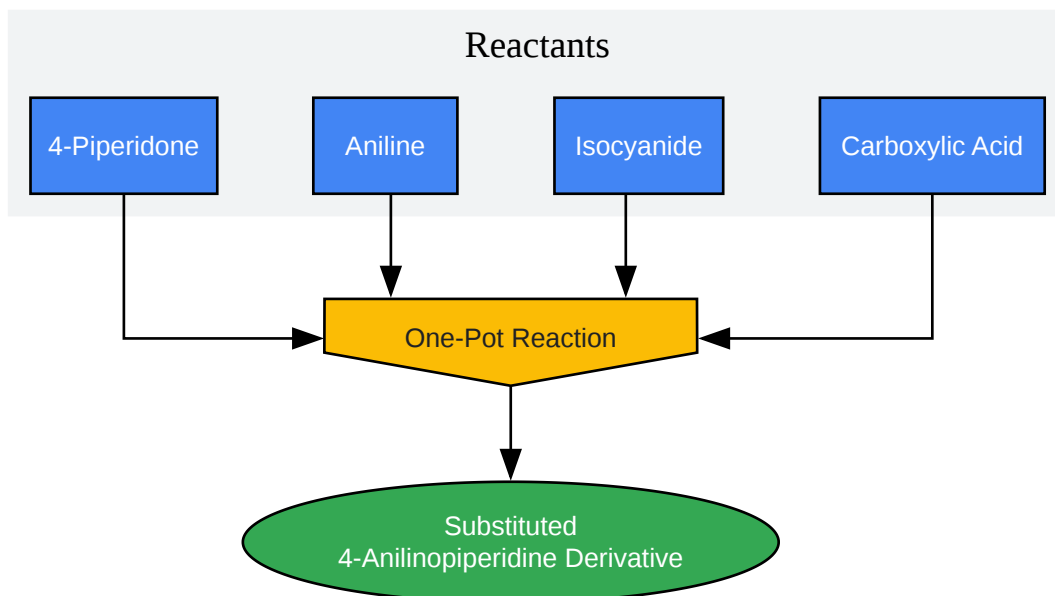 Reactants
4-Piperidone
Aniline
Isocyanide
Carboxylic Acid
One-Pot Reaction
Substituted
4-Anilinopiperidine Derivative